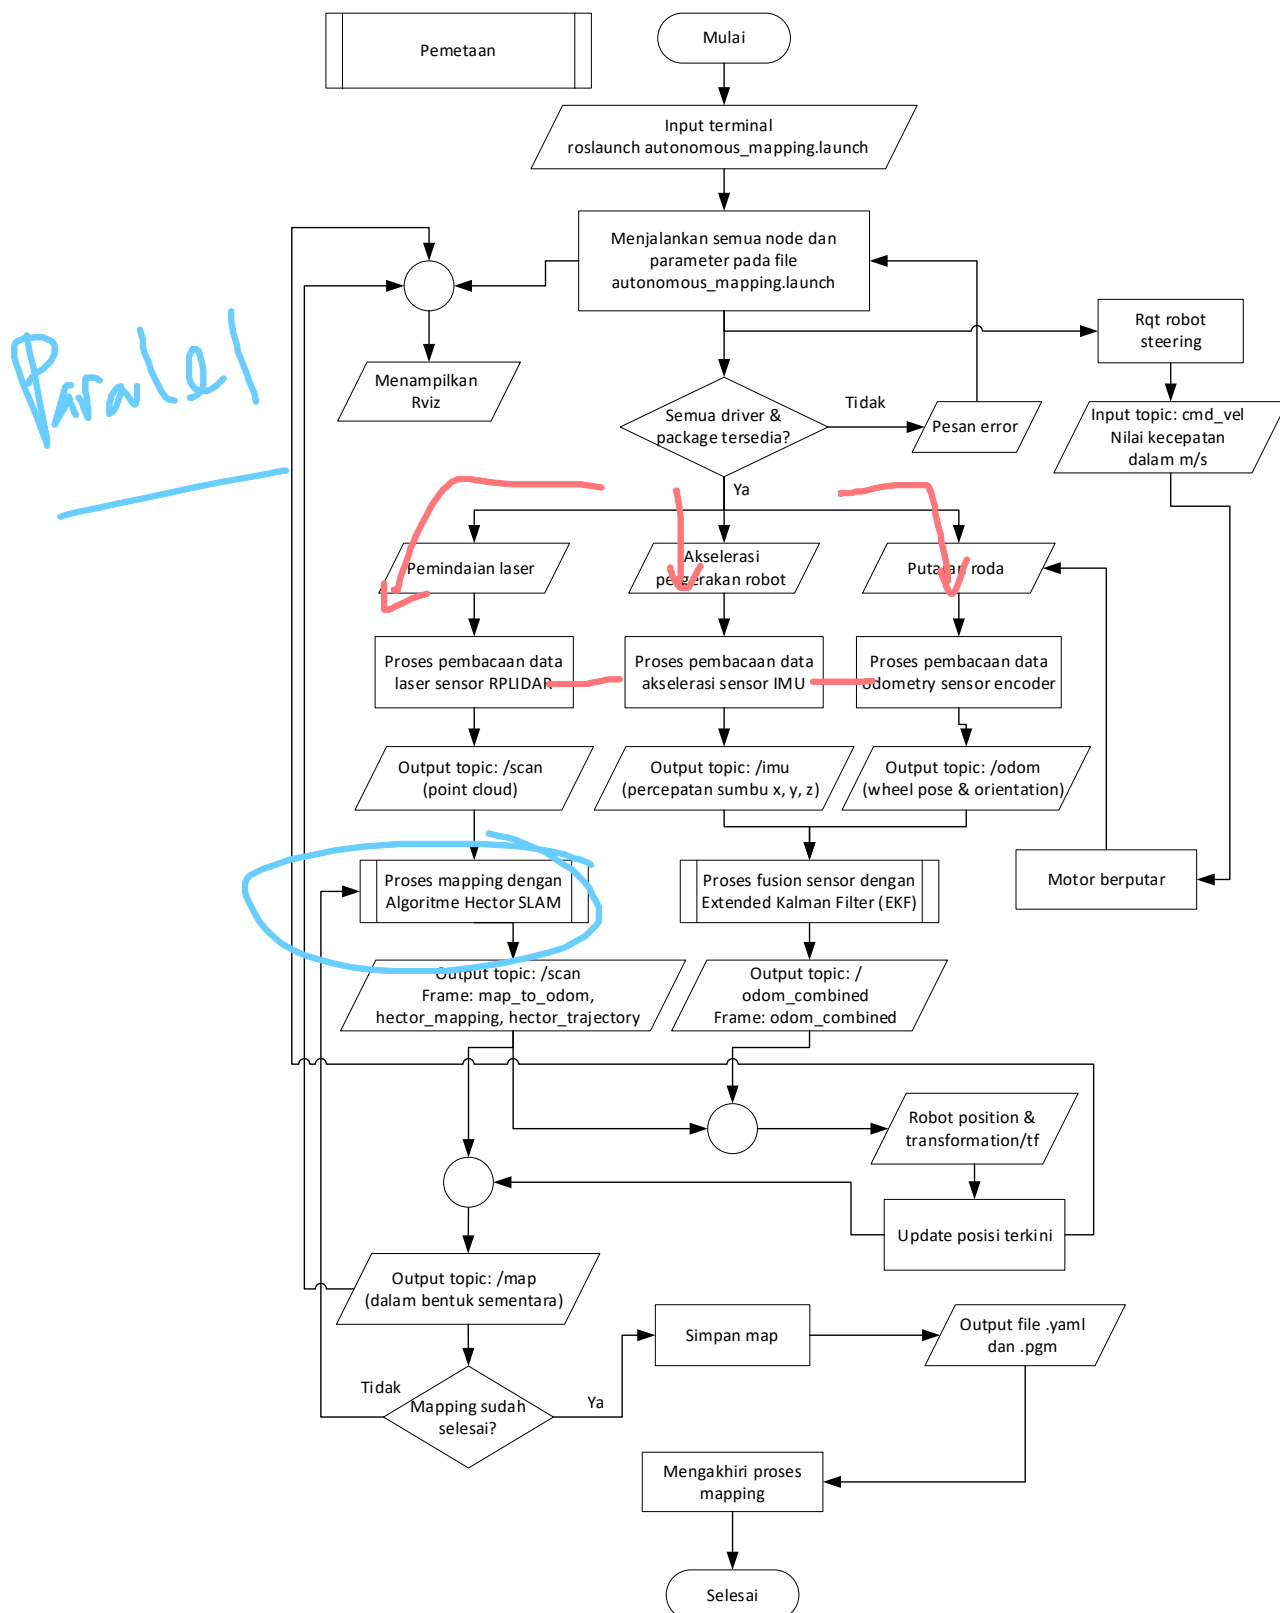 Pemetaan
Mulai
Input terminal
roslaunch autonomous_mapping.launch
Menjalankan semua node dan
parameter pada file
autonomous_mapping.launch
Rqt robot
steering
Paralel
Menampilkan
Rviz
Semua driver &
package tersedia?
Tidak
Pesan error
Input topic: cmd_vel
Nilai kecepatan
dalam m/s
Ya
Pemindaian laser
Akselerasi
pergerakan robot
Putaran roda
Proses pembacaan data
laser sensor RPLIDAR
Proses pembacaan data
akselerasi sensor IMU
Proses pembacaan data
odometry sensor encoder
Output topic: /scan
(point cloud)
Output topic: /imu
(percepatan sumbu x, y, z)
Output topic: /odom
(wheel pose & orientation)
Proses mapping dengan
Algoritme Hector SLAM
Proses fusion sensor dengan
Extended Kalman Filter (EKF)
Motor berputar
Output topic: /scan
Frame: map_to_odom,
hector_mapping, hector_trajectory
Output topic: /
odom_combined
Frame: odom_combined
Robot position &
transformation/tf
Update posisi terkini
Output topic: /map
(dalam bentuk sementara)
Simpan map
Output file .yaml
dan .pgm
Tidak
Mapping sudah
selesai?
Ya
Mengakhiri proses
mapping
Selesai